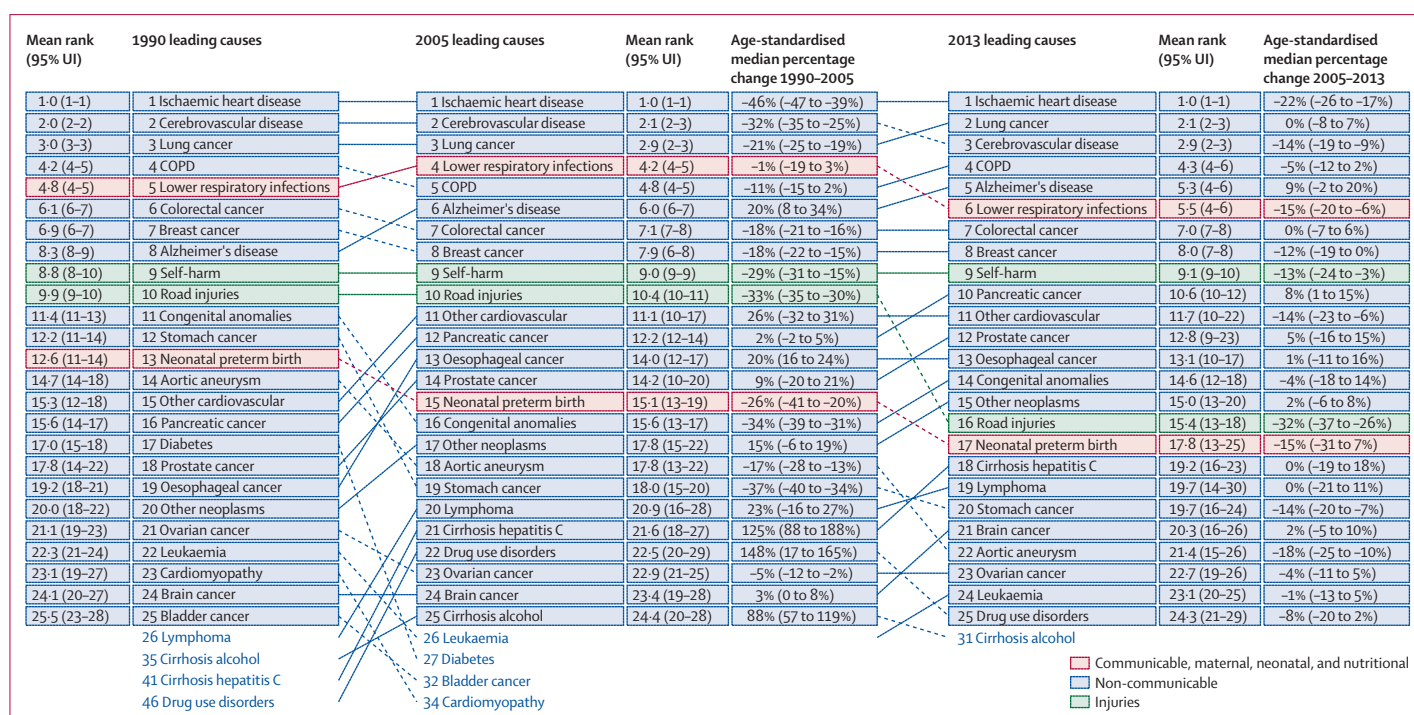 Mean rank (95% UI) 1990 leading causes 2005 leading causes Mean rank (95% UI) Age-standardised median percentage change 1990–2005 2013 leading causes Mean rank (95% UI) Age-standardised median percentage change 2005–2013
1·0 (1–1) 1 Ischaemic heart disease 1 Ischaemic heart disease 1·0 (1–1) –46% (–47 to –39%) 1 Ischaemic heart disease 1·0 (1–1) –22% (–26 to –17%)
2·0 (2–2) 2 Cerebrovascular disease 2 Cerebrovascular disease 2·1 (2–3) –32% (–35 to –25%) 2 Lung cancer 2·1 (2–3) 0% (–8 to 7%)
3·0 (3–3) 3 Lung cancer 3 Lung cancer 2·9 (2–3) –21% (–25 to –19%) 3 Cerebrovascular disease 2·9 (2–3) –14% (–19 to –9%)
4·2 (4–5) 4 COPD 4 Lower respiratory infections 4·2 (4–5) –1% (–19 to 3%) 4 COPD 4·3 (4–6) –5% (–12 to 2%)
4·8 (4–5) 5 Lower respiratory infections 5 COPD 4·8 (4–5) –11% (–15 to 2%) 5 Alzheimer's disease 5·3 (4–6) 9% (–2 to 20%)
6·1 (6–7) 6 Colorectal cancer 6 Alzheimer's disease 6·0 (6–7) 20% (8 to 34%) 6 Lower respiratory infections 5·5 (4–6) –15% (–20 to –6%)
6·9 (6–7) 7 Breast cancer 7 Colorectal cancer 7·1 (7–8) –18% (–21 to –16%) 7 Colorectal cancer 7·0 (7–8) 0% (–7 to 6%)
8·3 (8–9) 8 Alzheimer's disease 8 Breast cancer 7·9 (6–8) –18% (–22 to –15%) 8 Breast cancer 8·0 (7–8) –12% (–19 to 0%)
8·8 (8–10) 9 Self-harm 9 Self-harm 9·0 (9–9) –29% (–31 to –15%) 9 Self-harm 9·1 (9–10) –13% (–24 to –3%)
9·9 (9–10) 10 Road injuries 10 Road injuries 10·4 (10–11) –33% (–35 to –30%) 10 Pancreatic cancer 10·6 (10–12) 8% (1 to 15%)
11·4 (11–13) 11 Congenital anomalies 11 Other cardiovascular 11·1 (10–17) 26% (–32 to 31%) 11 Other cardiovascular 11·7 (10–22) –14% (–23 to –6%)
12·2 (11–14) 12 Stomach cancer 12 Pancreatic cancer 12·2 (12–14) 2% (–2 to 5%) 12 Prostate cancer 12·8 (9–23) 5% (–16 to 15%)
12·6 (11–14) 13 Neonatal preterm birth 13 Oesophageal cancer 14·0 (12–17) 20% (16 to 24%) 13 Oesophageal cancer 13·1 (10–17) 1% (–11 to 16%)
14·7 (14–18) 14 Aortic aneurysm 14 Prostate cancer 14·2 (10–20) 9% (–20 to 21%) 14 Congenital anomalies 14·6 (12–18) –4% (–18 to 14%)
15·3 (12–18) 15 Other cardiovascular 15 Neonatal preterm birth 15·1 (13–19) –26% (–41 to –20%) 15 Other neoplasms 15·0 (13–20) 2% (–6 to 8%)
15·6 (14–17) 16 Pancreatic cancer 16 Congenital anomalies 15·6 (13–17) –34% (–39 to –31%) 16 Road injuries 15·4 (13–18) –32% (–37 to –26%)
17·0 (15–18) 17 Diabetes 17 Other neoplasms 17·8 (15–22) 15% (–6 to 19%) 17 Neonatal preterm birth 17·8 (13–25) –15% (–31 to 7%)
17·8 (14–22) 18 Prostate cancer 18 Aortic aneurysm 17·8 (13–22) –17% (–28 to –13%) 18 Cirrhosis hepatitis C 19·2 (16–23) 0% (–19 to 18%)
19·2 (18–21) 19 Oesophageal cancer 19 Stomach cancer 18·0 (15–20) –37% (–40 to –34%) 19 Lymphoma 19·7 (14–30) 0% (–21 to 11%)
20·0 (18–22) 20 Other neoplasms 20 Lymphoma 20·9 (16–28) 23% (–16 to 27%) 20 Stomach cancer 19·7 (16–24) –14% (–20 to –7%)
21·1 (19–23) 21 Ovarian cancer 21 Cirrhosis hepatitis C 21·6 (18–27) 125% (88 to 188%) 21 Brain cancer 20·3 (16–26) 2% (–5 to 10%)
22·3 (21–24) 22 Leukaemia 22 Drug use disorders 22·5 (20–29) 148% (17 to 165%) 22 Aortic aneurysm 21·4 (15–26) –18% (–25 to –10%)
23·1 (19–27) 23 Cardiomyopathy 23 Ovarian cancer 22·9 (21–25) –5% (–12 to –2%) 23 Ovarian cancer 22·7 (19–26) –4% (–11 to 5%)
24·1 (20–27) 24 Brain cancer 24 Brain cancer 23·4 (19–28) 3% (0 to 8%) 24 Leukaemia 23·1 (20–25) –1% (–13 to 5%)
25·5 (23–28) 25 Bladder cancer 25 Cirrhosis alcohol 24·4 (20–28) 88% (57 to 119%) 25 Drug use disorders 24·3 (21–29) –8% (–20 to 2%)
26 Lymphoma 26 Leukaemia 31 Cirrhosis alcohol
35 Cirrhosis alcohol 27 Diabetes Communicable, maternal, neonatal, and nutritional
41 Cirrhosis hepatitis C 32 Bladder cancer Non-communicable
46 Drug use disorders 34 Cardiomyopathy Injuries